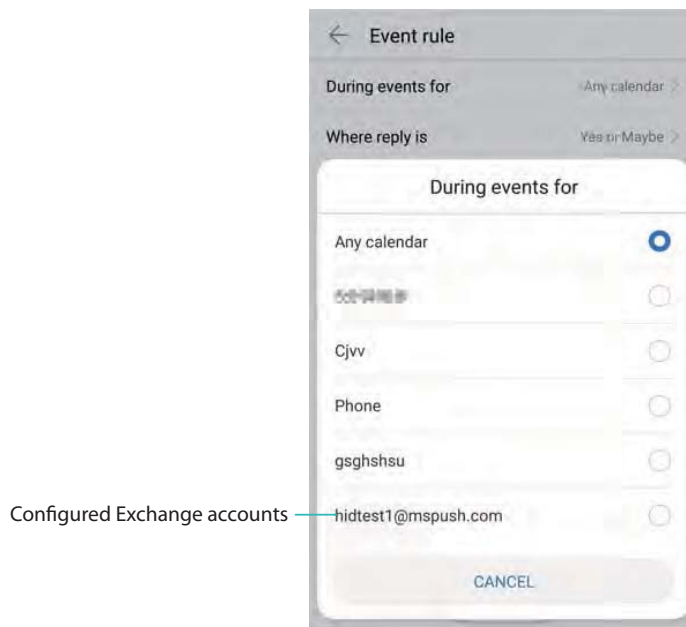 Event rule
During events for Any calendar
Where reply is Yes or Maybe
During events for
Any calendar
Cjvv
Phone
gsghshsu
Configured Exchange accounts hidtest1@mspush.com
CANCEL